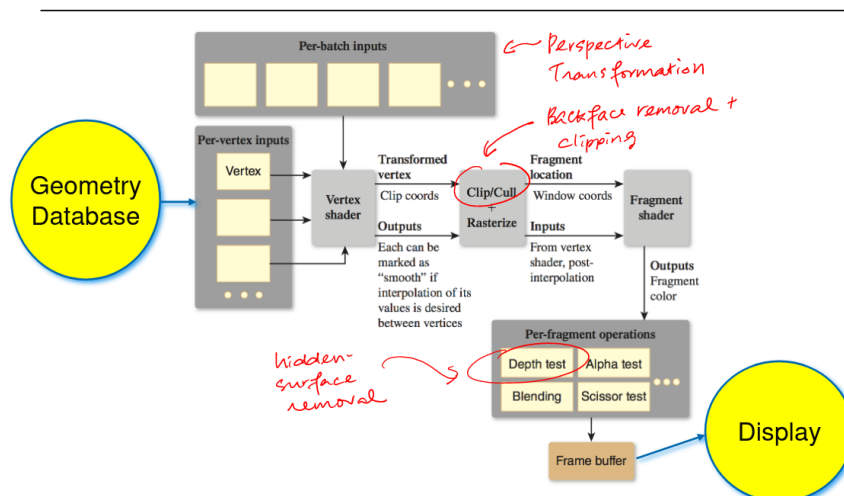 Per-batch inputs
Perspective
Transformation
Backface removal +
clipping
Per-vertex inputs
Vertex
Geometry
Database
Vertex
shader
Transformed
vertex
Clip coords
Outputs
Each can be
marked as
“smooth” if
interpolation of its
values is desired
between vertices
Clip/Cull
+
Rasterize
Fragment
location
Window coords
Inputs
From vertex
shader, post-
interpolation
Fragment
shader
Outputs
Fragment
color
Per-fragment operations
Depth test
Alpha test
Blending
Scissor test
hidden-
surface
removal
Frame buffer
Display